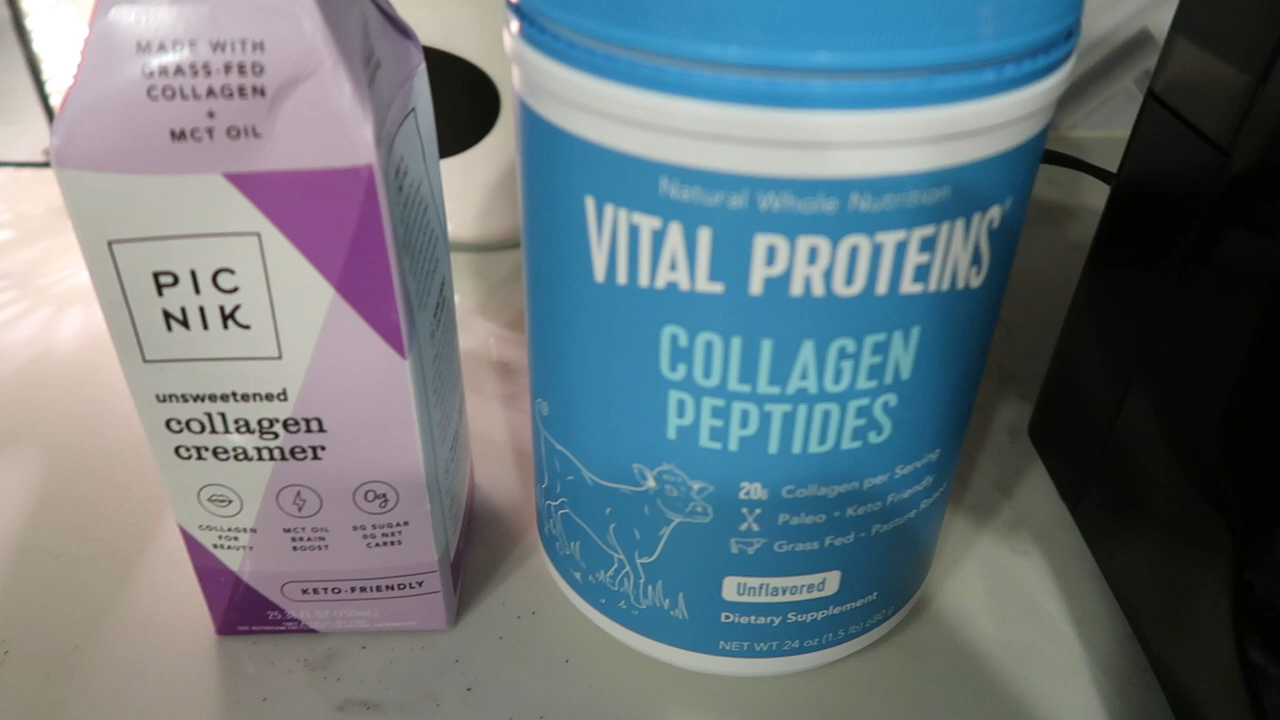 MADE WITH
GRASS-FED
COLLAGEN
+
MCT OIL
PIC
NIK
unsweetened
collagen
creamer
0g
COLLAGEN
FOR
BEAUTY
MCT OIL
BRAIN
BOOST
0G SUGAR
0G NET
CARBS
KETO-FRIENDLY
Natural Whole Nutrition
VITAL PROTEINS
COLLAGEN
PEPTIDES
20g Collagen per Serving
Paleo - Keto Friendly
Grass Fed - Pasture
Unflavored
Dietary Supplement
NET WT 24 oz (1.5 lb) 680 g